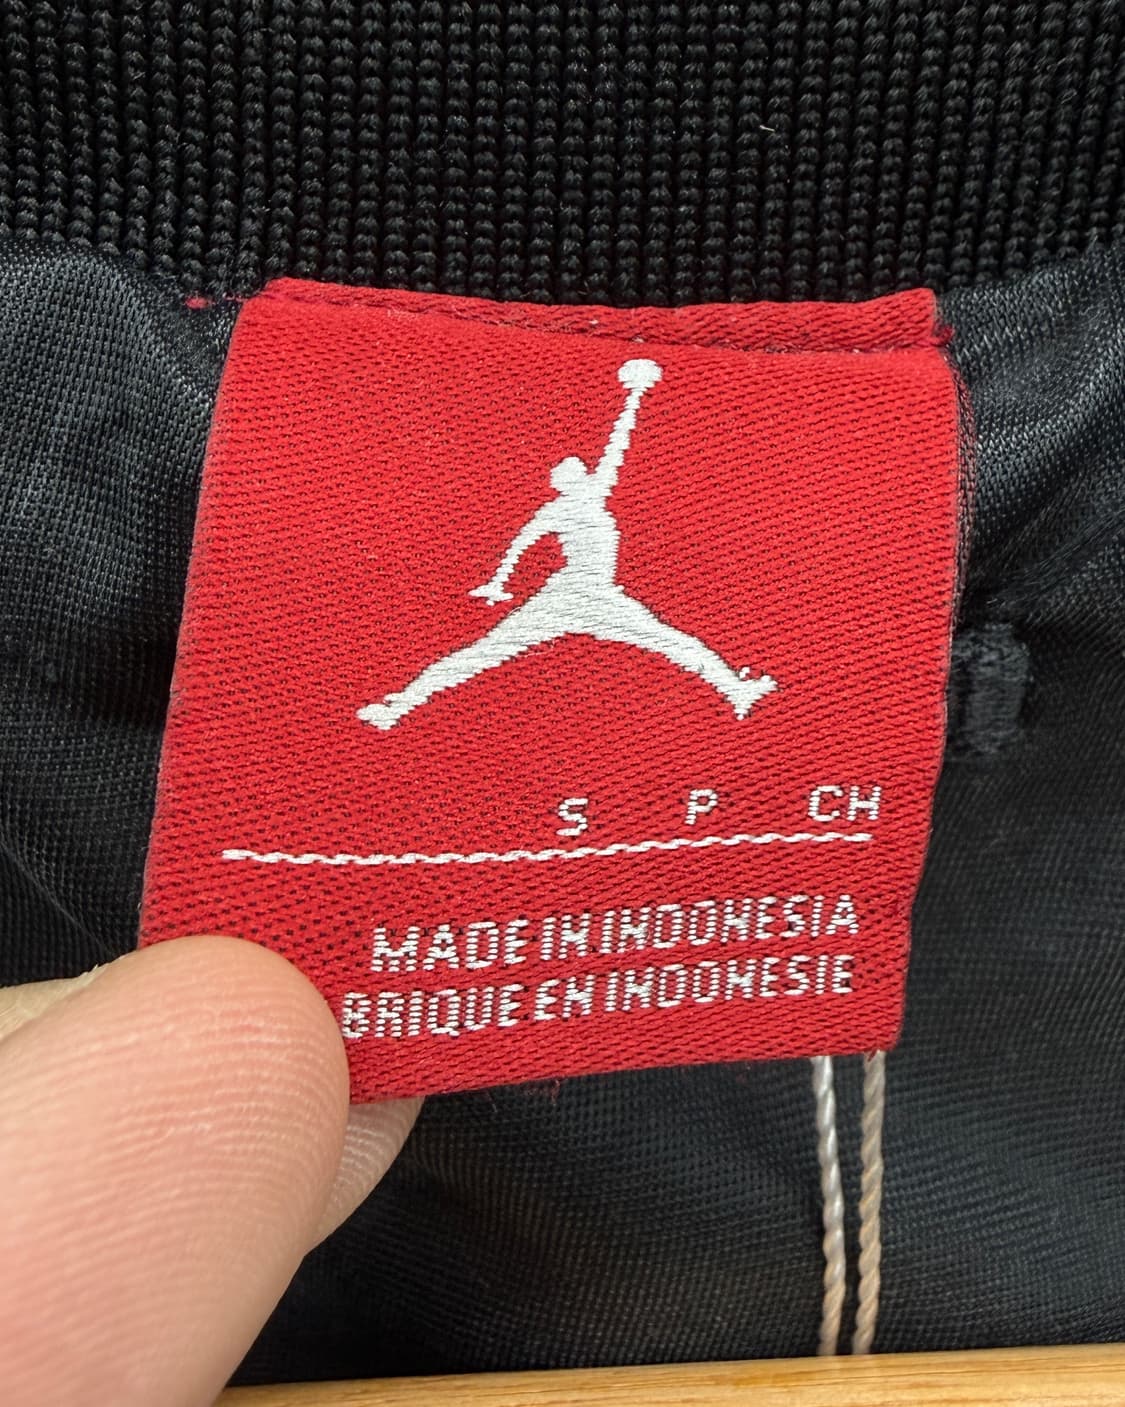 S P CH
MADE IN INDONESIA
BRIQUE EN INDONESIE